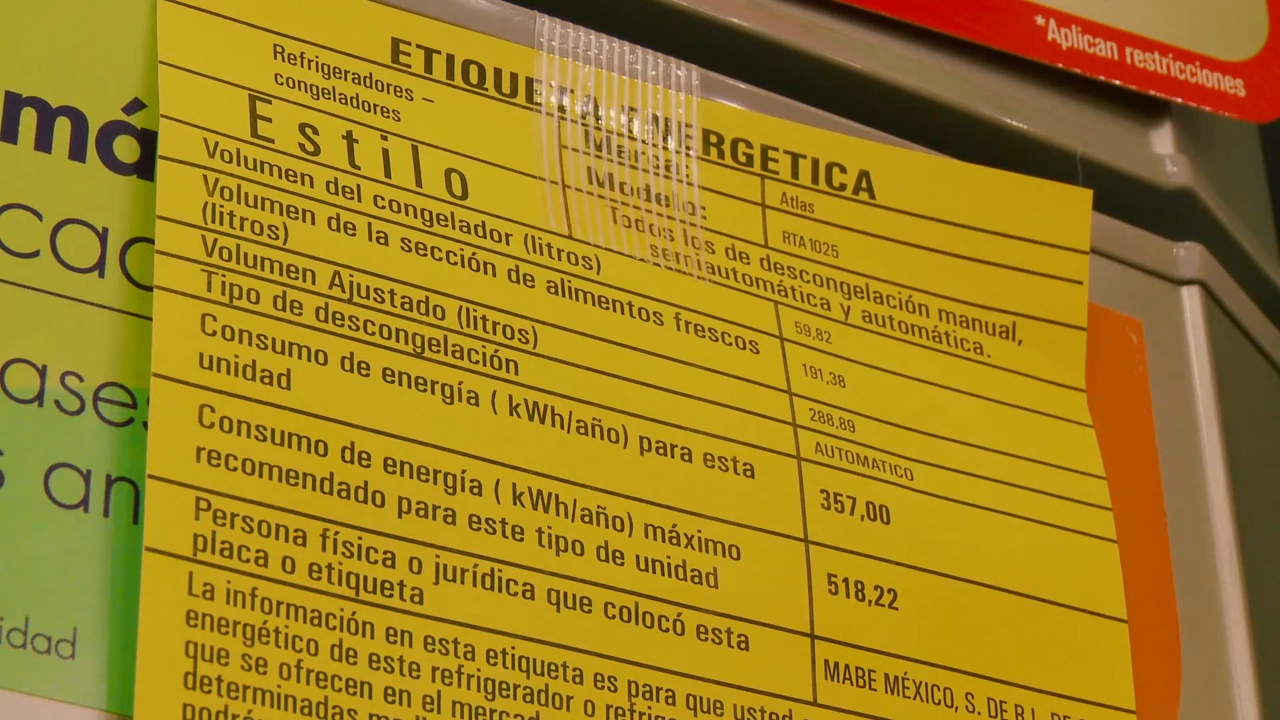 *Aplican restricciones
ETIQUETA ENERGETICA
Refrigeradores –
congeladores
Marca: Atlas
Modelo: RTA1025
Estilo
Todos los de descongelación manual,
semiautomática y automática.
Volumen del congelador (litros) 59,82
Volumen de la sección de alimentos frescos
(litros) 191,38
Volumen Ajustado (litros) 288,89
Tipo de descongelación AUTOMATICO
Consumo de energía ( kWh/año) para esta
unidad 357,00
Consumo de energía ( kWh/año) máximo
recomendado para este tipo de unidad 518,22
Persona física o jurídica que colocó esta
placa o etiqueta MABE MÉXICO, S. DE R.L. DE
La información en esta etiqueta es para que usted
energético de este refrigerador o
que se ofrecen en el
determinadas
má
an
idad